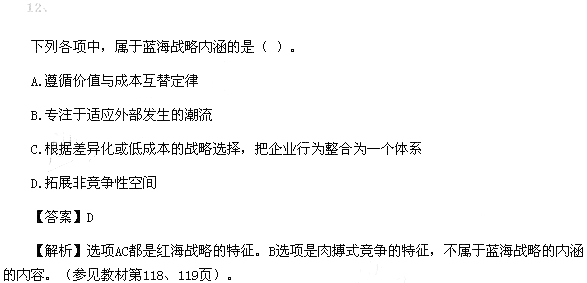 12、
下列各项中，属于蓝海战略内涵的是（ ）。
A.遵循价值与成本互替定律
B.专注于适应外部发生的潮流
C.根据差异化或低成本的战略选择，把企业行为整合为一个体系
D.拓展非竞争性空间
【答案】D
【解析】选项AC都是红海战略的特征。B选项是肉搏式竞争的特征，不属于蓝海战略的内涵
的内容。（参见教材第118、119页）。